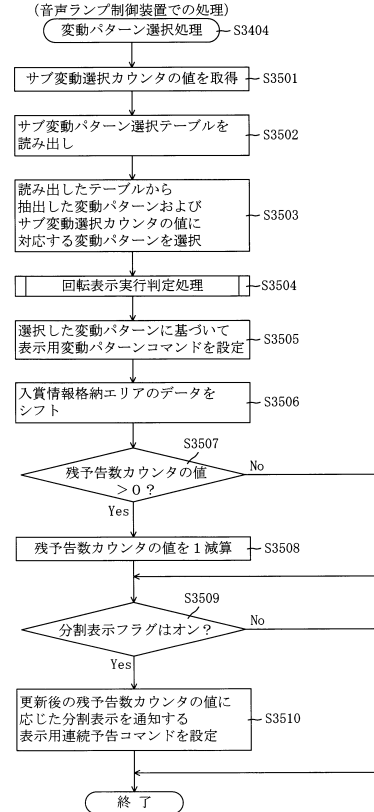 (音声ランプ制御装置での処理)
変動パターン選択処理
S3404
サブ変動選択カウンタの値を取得
S3501
サブ変動パターン選択テーブルを
読み出し
S3502
読み出したテーブルから
抽出した変動パターンおよび
サブ変動選択カウンタの値に
対応する変動パターンを選択
S3503
回転表示実行判定処理
S3504
選択した変動パターンに基づいて
表示用変動パターンコマンドを設定
S3505
入賞情報格納エリアのデータを
シフト
S3506
S3507
残予告数カウンタの値
>0?
No
Yes
残予告数カウンタの値を1減算
S3508
S3509
分割表示フラグはオン?
No
Yes
更新後の残予告数カウンタの値に
応じた分割表示を通知する
表示用連続予告コマンドを設定
S3510
終了